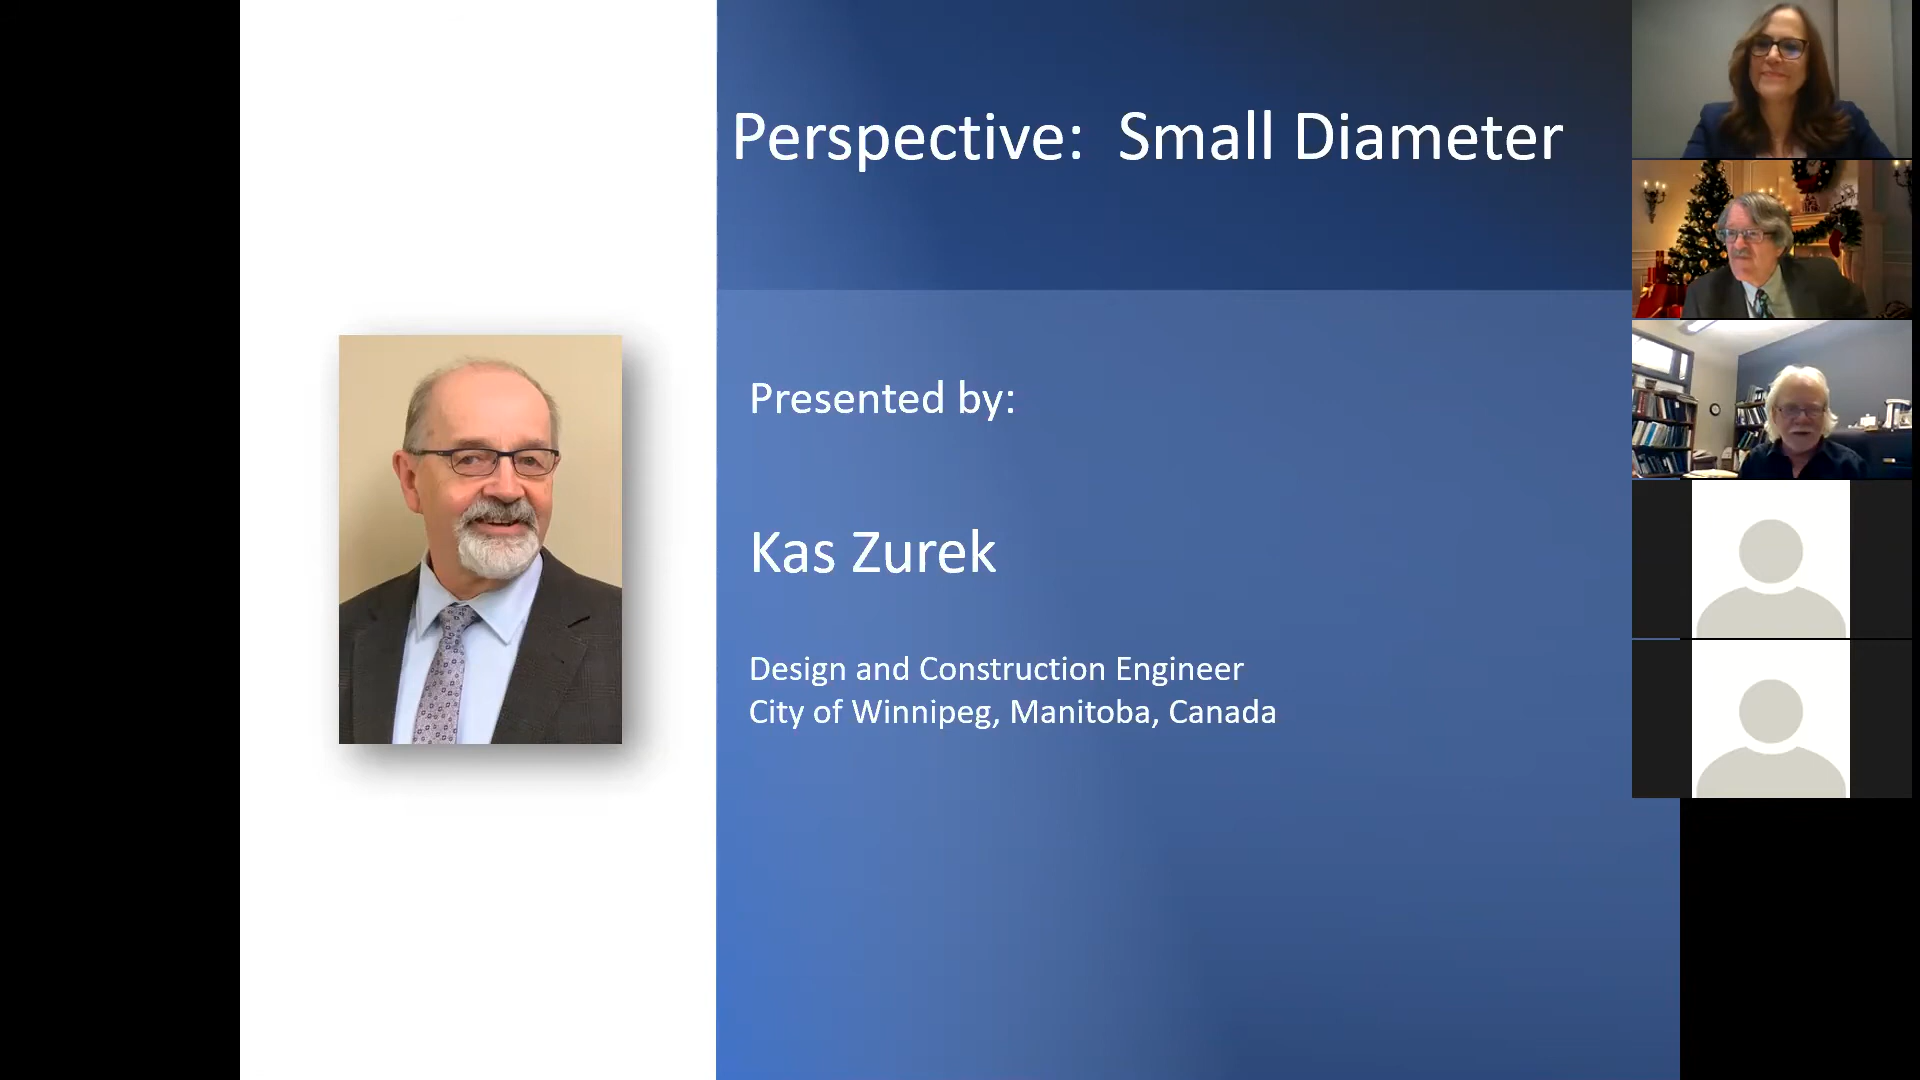 Perspective:  Small Diameter
Presented by:
Kas Zurek
Design and Construction Engineer
City of Winnipeg, Manitoba, Canada